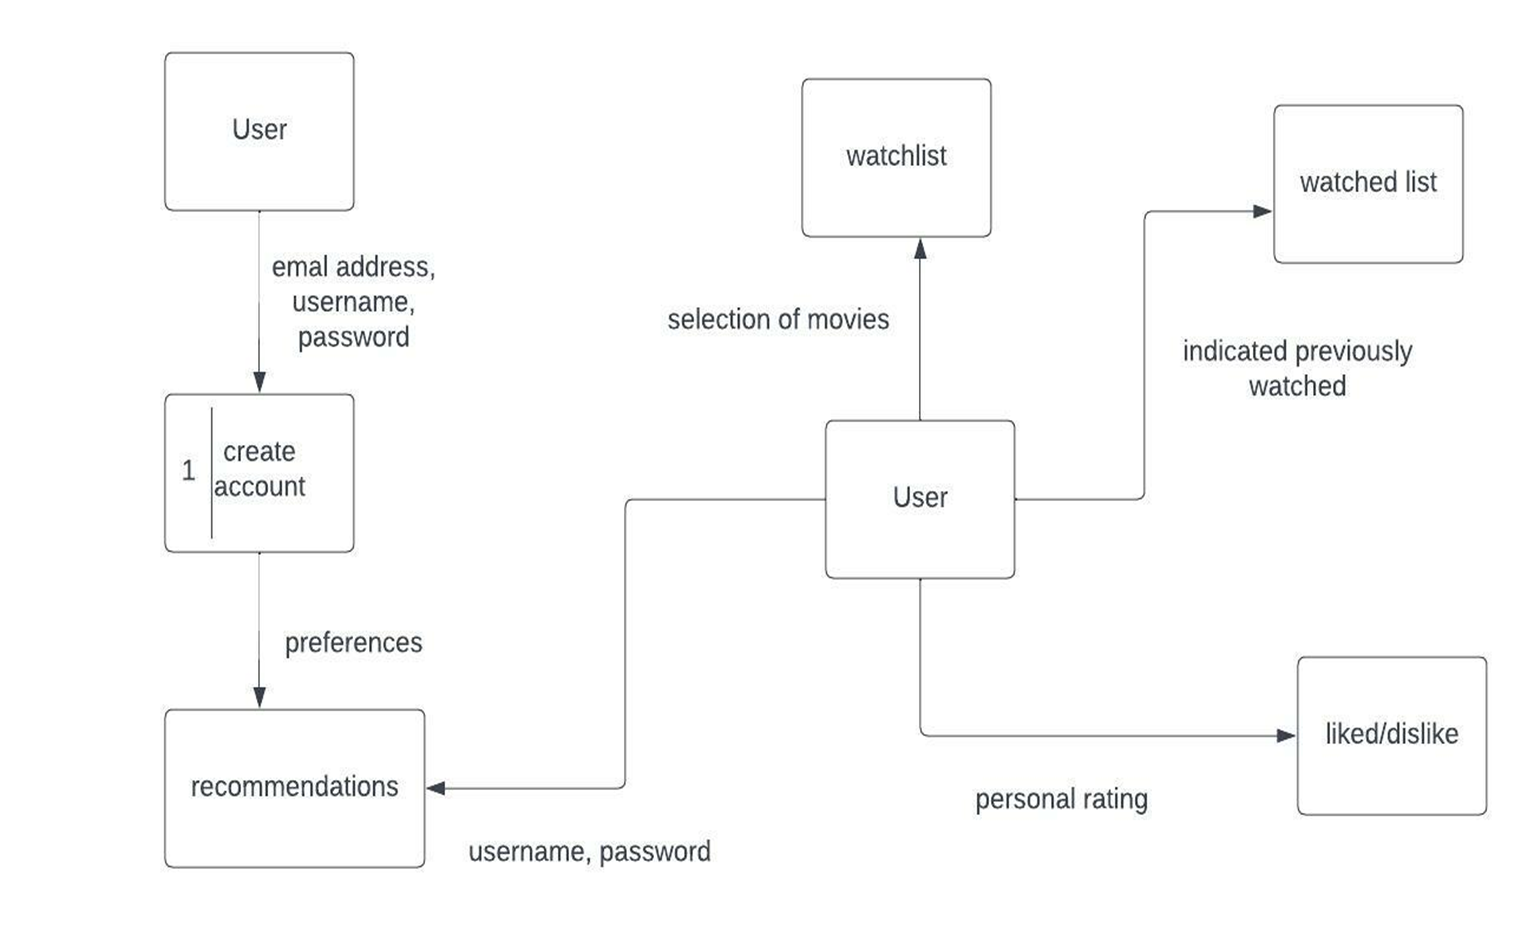 User
emal address,
username,
password
1
create
account
preferences
recommendations
username, password
watchlist
selection of movies
User
watched list
indicated previously
watched
liked/dislike
personal rating